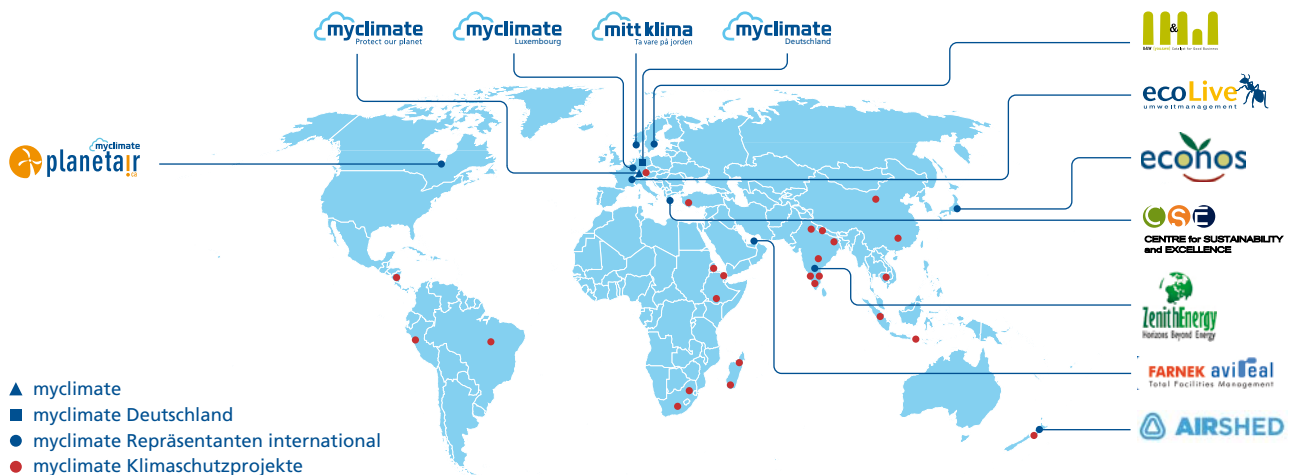 myclimate
Protect our planet
myclimate
Luxembourg
mitt klima
Ta vare på jorden
myclimate
Deutschland
M&M
ecoLive
umweltmanagement
myclimate
planetair
.ca
econos
CSE
CENTRE for SUSTAINABILITY
and EXCELLENCE
ZenithEnergy
Horizons Beyond Energy
FARNEK avireal
Total Facilities Management
AIRSHED
myclimate
myclimate Deutschland
myclimate Repräsentanten international
myclimate Klimaschutzprojekte